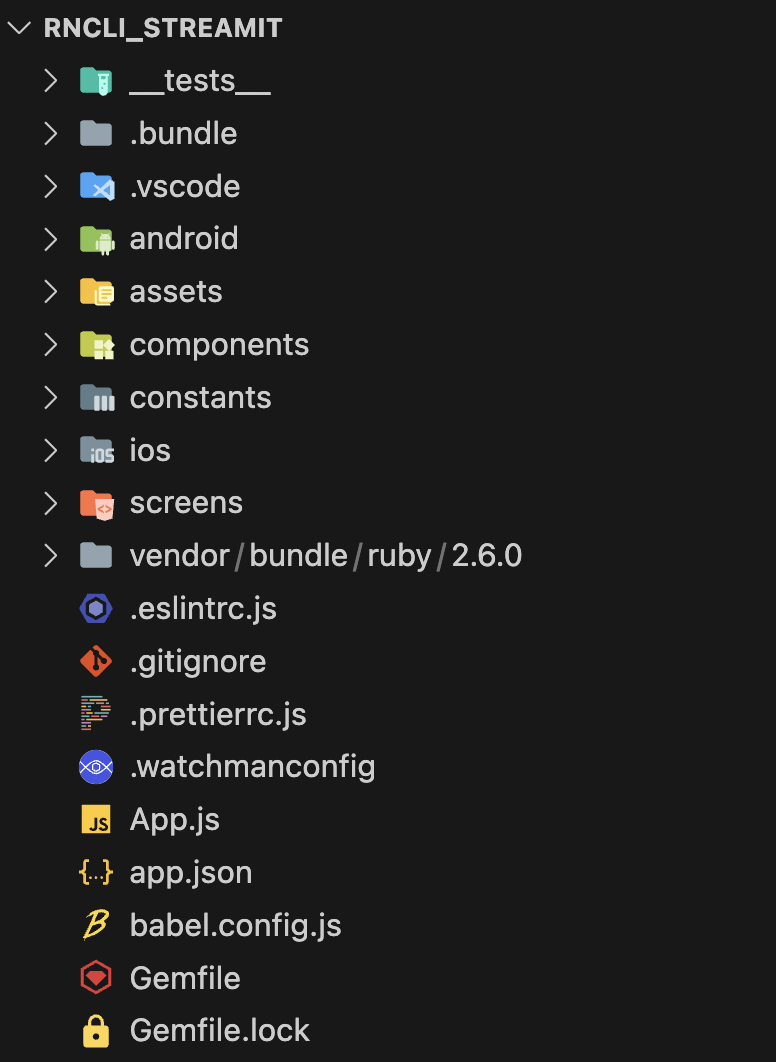 RNCLI_STREAMIT
__tests__
.bundle
.vscode
android
assets
components
constants
ios
screens
vendor/bundle/ruby/2.6.0
.eslintrc.js
.gitignore
.prettierrc.js
.watchmanconfig
App.js
app.json
babel.config.js
Gemfile
Gemfile.lock